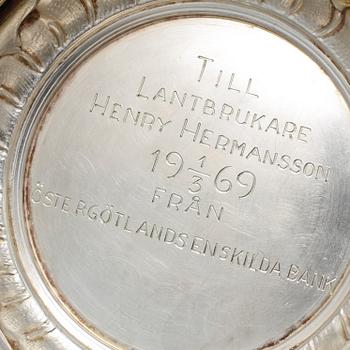 TILL
LANTBRUKARE
HENRY HERMANSSON
19 1/3 69
FRÅN
ÖSTERGÖTLANDS ENSKILDA BANK